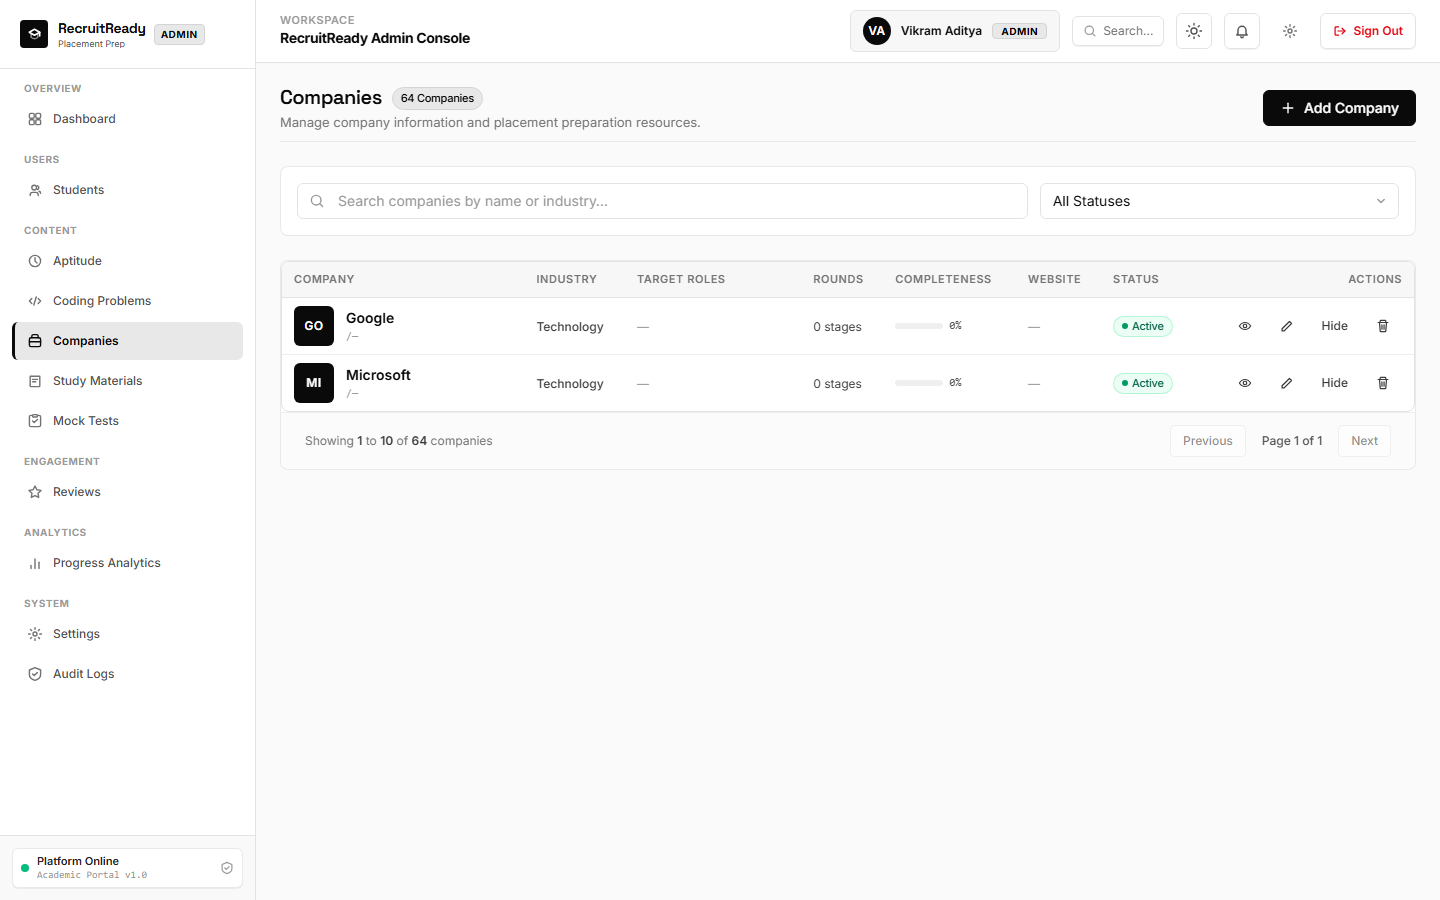 RecruitReady
Placement Prep
ADMIN
OVERVIEW
Dashboard
USERS
Students
CONTENT
Aptitude
Coding Problems
Companies
Study Materials
Mock Tests
ENGAGEMENT
Reviews
ANALYTICS
Progress Analytics
SYSTEM
Settings
Audit Logs
Platform Online
Academic Portal v1.0
WORKSPACE
RecruitReady Admin Console
VA Vikram Aditya ADMIN
Search...
Sign Out
Companies 64 Companies
Manage company information and placement preparation resources.
+ Add Company
Search companies by name or industry...
All Statuses
COMPANY INDUSTRY TARGET ROLES ROUNDS COMPLETENESS WEBSITE STATUS ACTIONS
GO Google Technology — 0 stages 0% — Active Hide
/—
MI Microsoft Technology — 0 stages 0% — Active Hide
/—
Showing 1 to 10 of 64 companies
Previous Page 1 of 1 Next